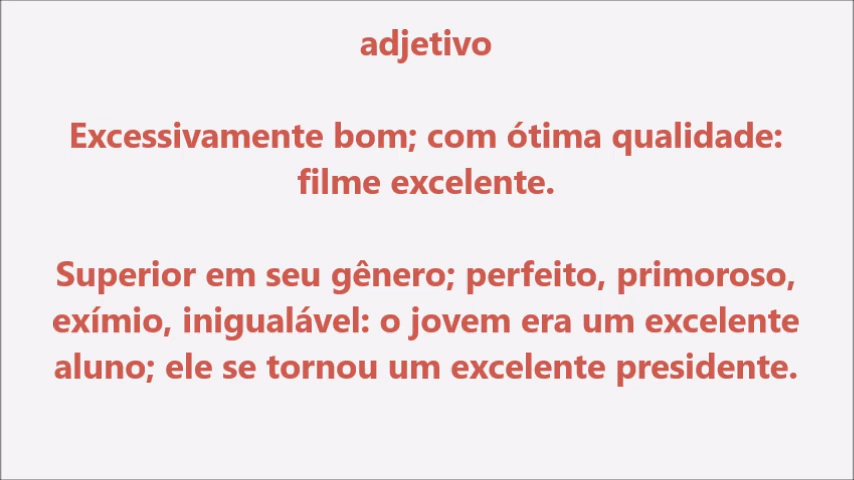 adjetivo
Excessivamente bom; com ótima qualidade:
filme excelente.
Superior em seu gênero; perfeito, primoroso,
exímio, inigualável: o jovem era um excelente
aluno; ele se tornou um excelente presidente.